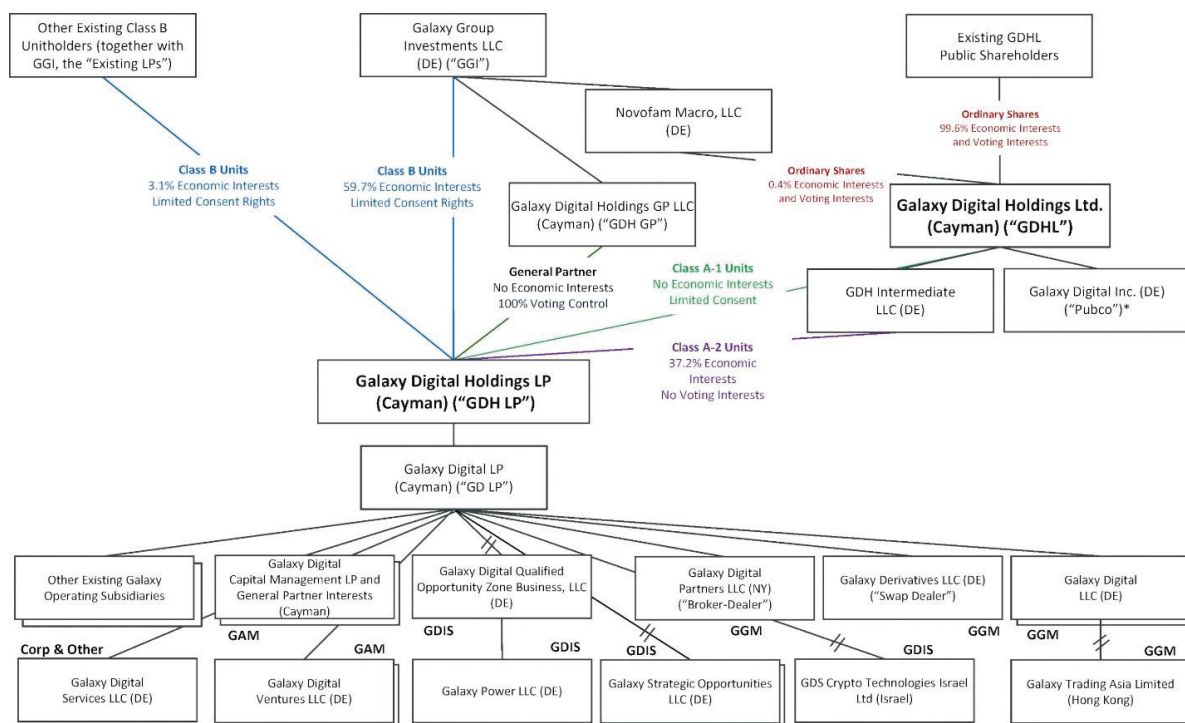 Other Existing Class B
Unitholders (together with
GGI, the “Existing LPs”)
Galaxy Group
Investments LLC
(DE) (“GGI”)
Existing GDHL
Public Shareholders
Novofam Macro, LLC
(DE)
Ordinary Shares
99.6% Economic Interests
and Voting Interests
Class B Units
3.1% Economic Interests
Limited Consent Rights
Class B Units
59.7% Economic Interests
Limited Consent Rights
Ordinary Shares
0.4% Economic Interests
and Voting Interests
Galaxy Digital Holdings GP LLC
(Cayman) (“GDH GP”)
Galaxy Digital Holdings Ltd.
(Cayman) (“GDHL”)
General Partner
No Economic Interests
100% Voting Control
Class A-1 Units
No Economic Interests
Limited Consent
GDH Intermediate
LLC (DE)
Galaxy Digital Inc. (DE)
(“Pubco”)*
Class A-2 Units
37.2% Economic
Interests
No Voting Interests
Galaxy Digital Holdings LP
(Cayman) (“GDH LP”)
Galaxy Digital LP
(Cayman) (“GD LP”)
Other Existing Galaxy
Operating Subsidiaries
Galaxy Digital
Capital Management LP and
General Partner Interests
(Cayman)
Galaxy Digital Qualified
Opportunity Zone Business, LLC
(DE)
Galaxy Digital
Partners LLC (NY)
(“Broker-Dealer”)
Galaxy Derivatives LLC (DE)
(“Swap Dealer”)
Galaxy Digital
LLC (DE)
Corp & Other
GAM
GAM
GDIS
GDIS
GDIS
GGM
GDIS
GGM
GGM
GGM
Galaxy Digital
Services LLC (DE)
Galaxy Digital
Ventures LLC (DE)
Galaxy Power LLC (DE)
Galaxy Strategic Opportunities
LLC (DE)
GDS Crypto Technologies Israel
Ltd (Israel)
Galaxy Trading Asia Limited
(Hong Kong)